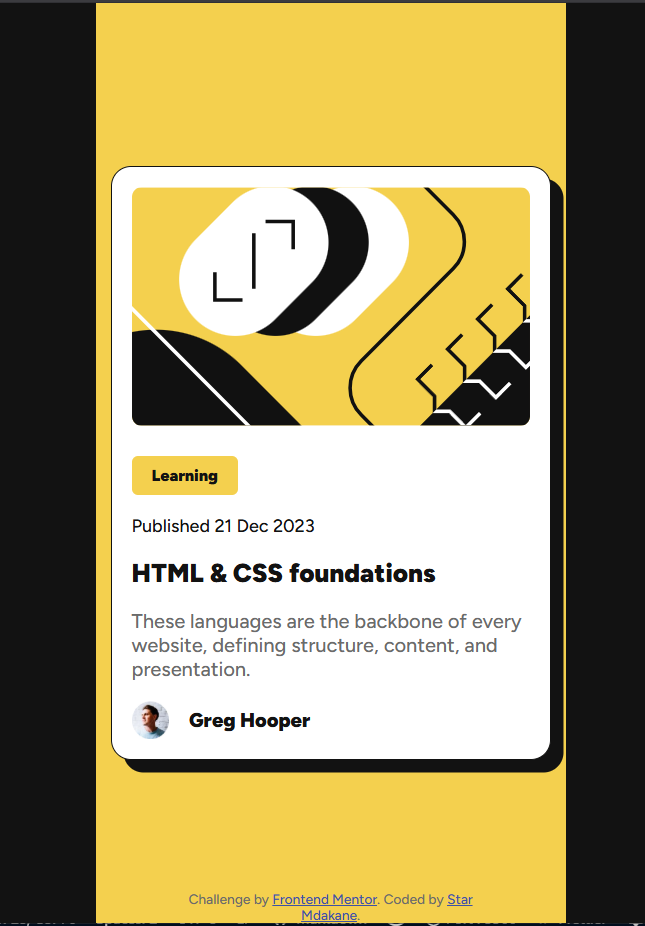 Learning
Published 21 Dec 2023
HTML & CSS foundations
These languages are the backbone of every
website, defining structure, content, and
presentation.
Greg Hooper
Challenge by Frontend Mentor. Coded by Star
Mdakane.